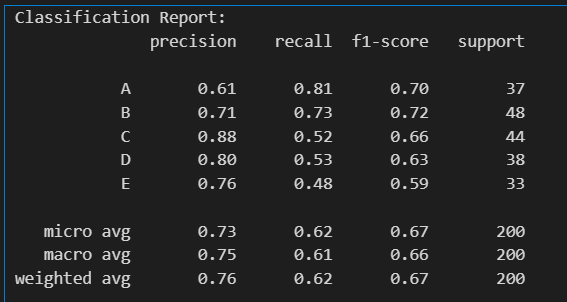 Classification Report:
precision recall f1-score support
A 0.61 0.81 0.70 37
B 0.71 0.73 0.72 48
C 0.88 0.52 0.66 44
D 0.80 0.53 0.63 38
E 0.76 0.48 0.59 33
micro avg 0.73 0.62 0.67 200
macro avg 0.75 0.61 0.66 200
weighted avg 0.76 0.62 0.67 200